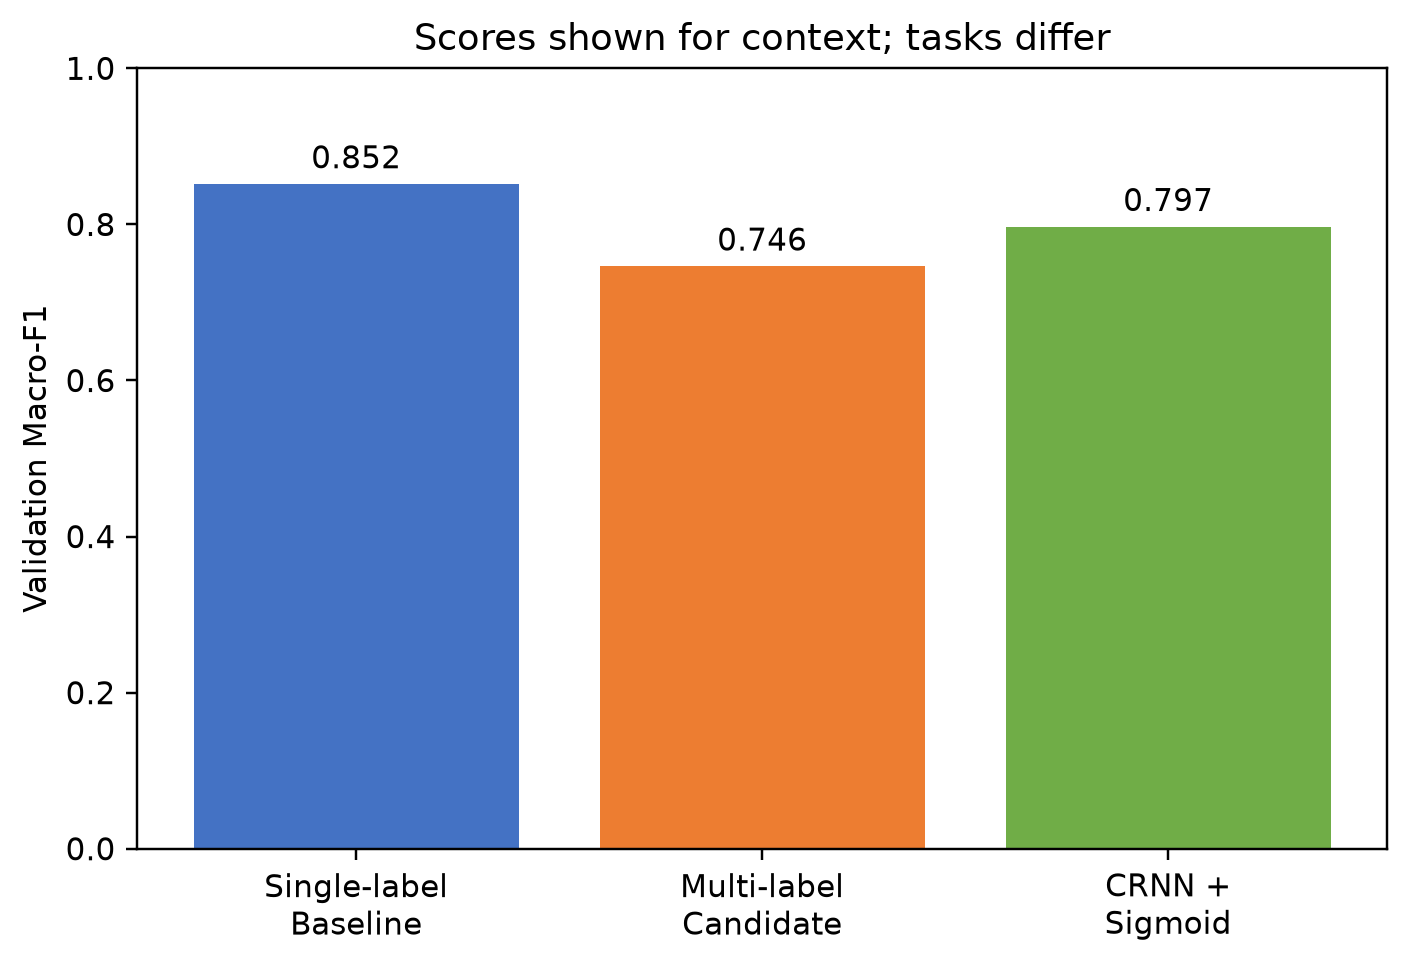 Scores shown for context; tasks differ
Validation Macro-F1
1.0
0.8
0.6
0.4
0.2
0.0
0.852
0.746
0.797
Single-label
Baseline
Multi-label
Candidate
CRNN +
Sigmoid